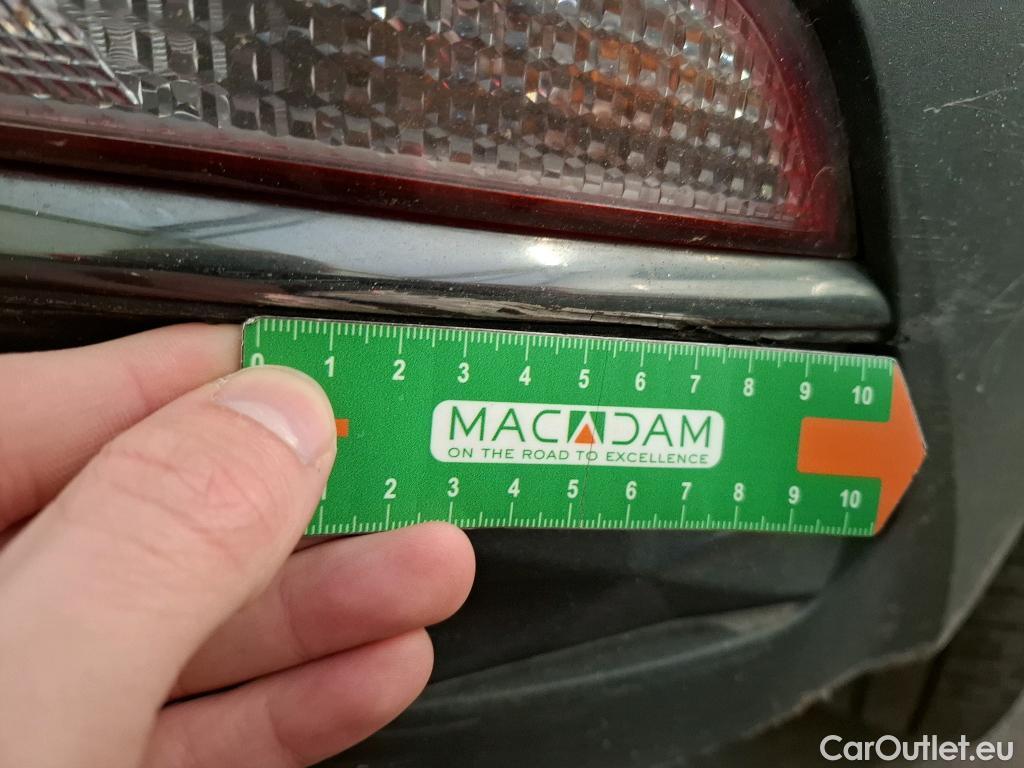 0 1 2 3 4 5 6 7 8 9 10
MACADAM
ON THE ROAD TO EXCELLENCE
1 2 3 4 5 6 7 8 9 10
CarOutlet.eu